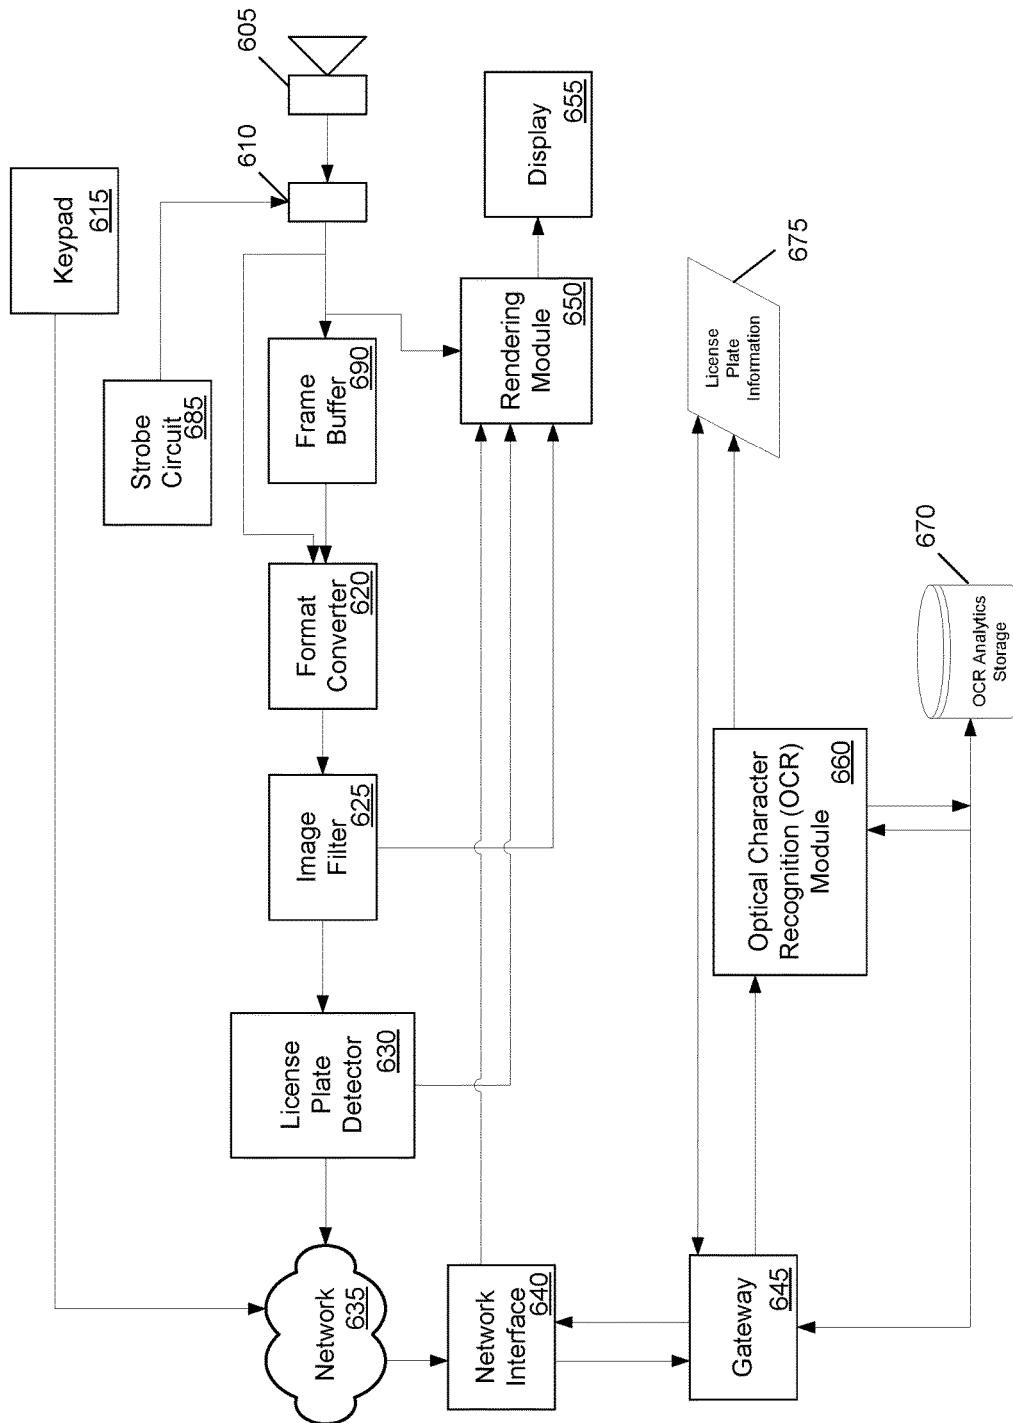 Keypad
615
Strobe
Circuit
685
610
605
License
Plate
Detector
630
Image
Filter
625
Format
Converter
620
Frame
Buffer
690
Network
635
Network
Interface
640
Rendering
Module
650
Display
655
Gateway
645
Optical Character
Recognition (OCR)
Module
660
License
Plate
Information
675
OCR Analytics
Storage
670